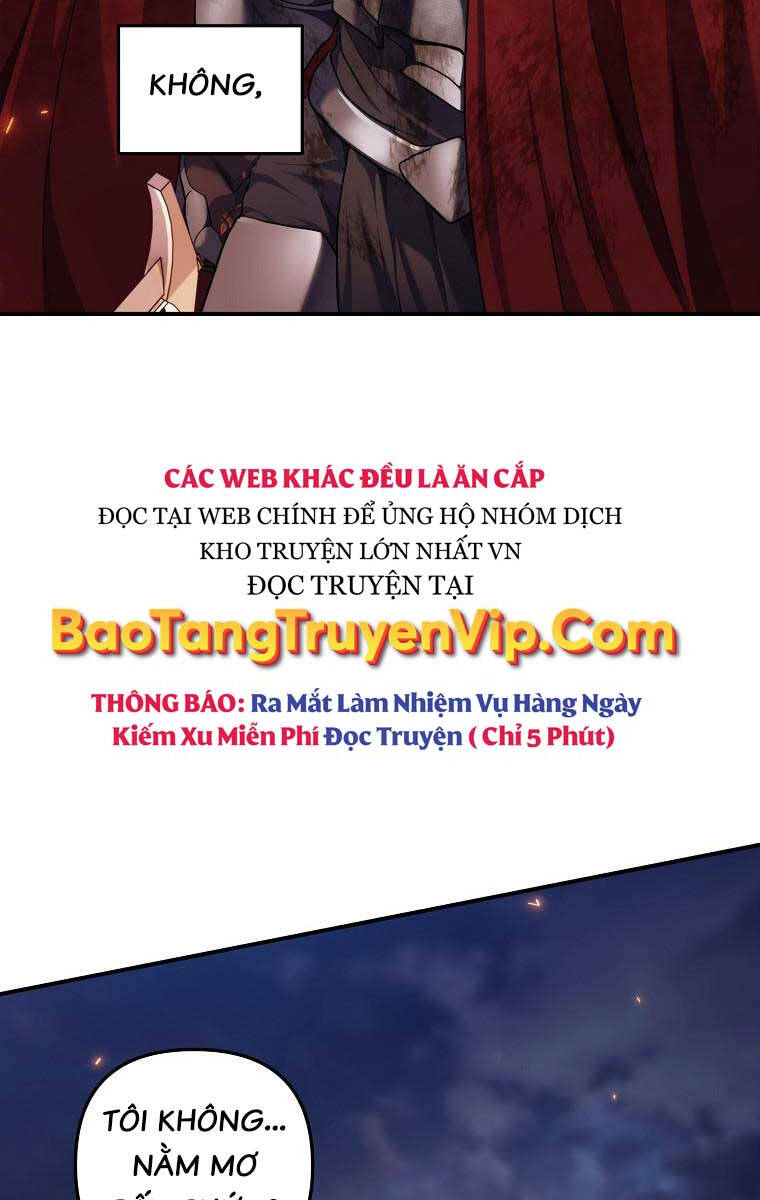 KHÔNG,
CÁC WEB KHÁC ĐỀU LÀ ĂN CẮP
ĐỌC TẠI WEB CHÍNH ĐỂ ỦNG HỘ NHÓM DỊCH
KHO TRUYỆN LỚN NHẤT VN
ĐỌC TRUYỆN TẠI
BaoTangTruyenVip.Com
THÔNG BÁO: Ra Mắt Làm Nhiệm Vụ Hàng Ngày
Kiếm Xu Miễn Phí Đọc Truyện ( Chỉ 5 Phút)
TÔI KHÔNG...
NẰM MƠ